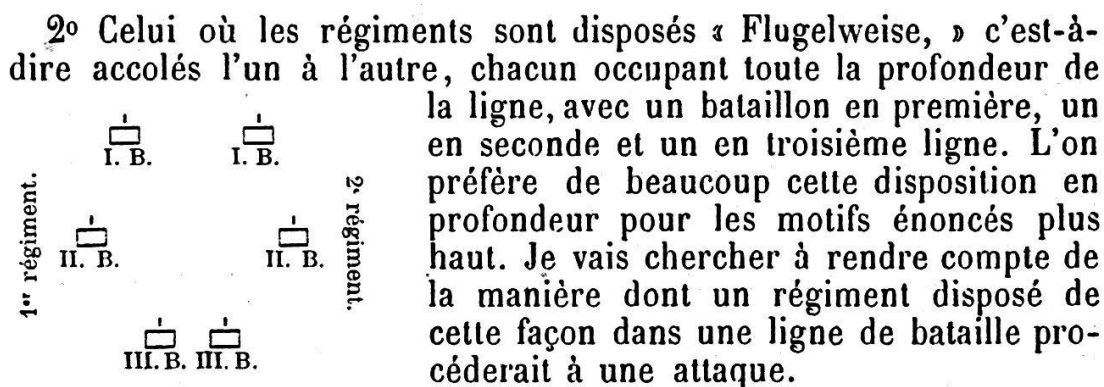 2º Celui où les régiments sont disposés « Flugelweise, » c'est-à-
dire accolés l'un à l'autre, chacun occupant toute la profondeur de
la ligne, avec un bataillon en première, un
en seconde et un en troisième ligne. L'on
préfère de beaucoup cette disposition en
profondeur pour les motifs énoncés plus
haut. Je vais chercher à rendre compte de
la manière dont un régiment disposé de
cette façon dans une ligne de bataille pro-
céderait à une attaque.
I. B. I. B.
1er régiment.
2e régiment.
II. B. II. B.
III. B. III. B.